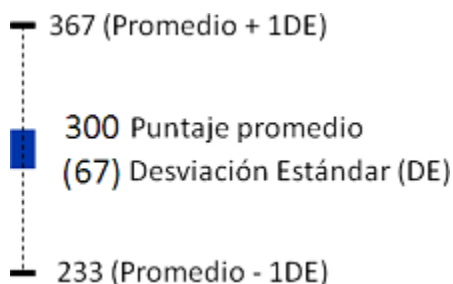 367 (Promedio + 1DE)
300 Puntaje promedio
(67) Desviación Estándar (DE)
233 (Promedio - 1DE)